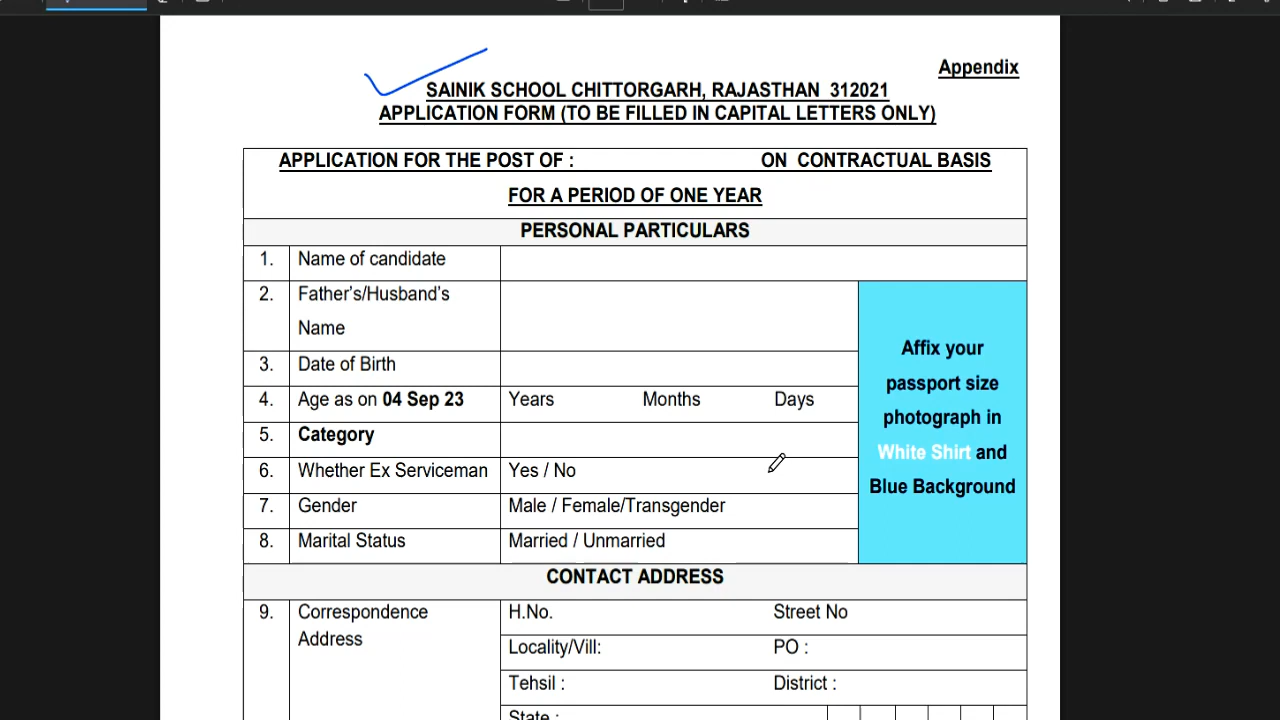 Appendix
SAINIK SCHOOL CHITTORGARH, RAJASTHAN 312021
APPLICATION FORM (TO BE FILLED IN CAPITAL LETTERS ONLY)
APPLICATION FOR THE POST OF : ON CONTRACTUAL BASIS
FOR A PERIOD OF ONE YEAR
PERSONAL PARTICULARS
1. Name of candidate
2. Father's/Husband's
Name
3. Date of Birth
4. Age as on 04 Sep 23 Years Months Days
5. Category
6. Whether Ex Serviceman Yes / No
7. Gender Male / Female/Transgender
8. Marital Status Married / Unmarried
Affix your
passport size
photograph in
White Shirt and
Blue Background
CONTACT ADDRESS
9. Correspondence H.No. Street No
Address
Locality/Vill: PO :
Tehsil : District :
State :